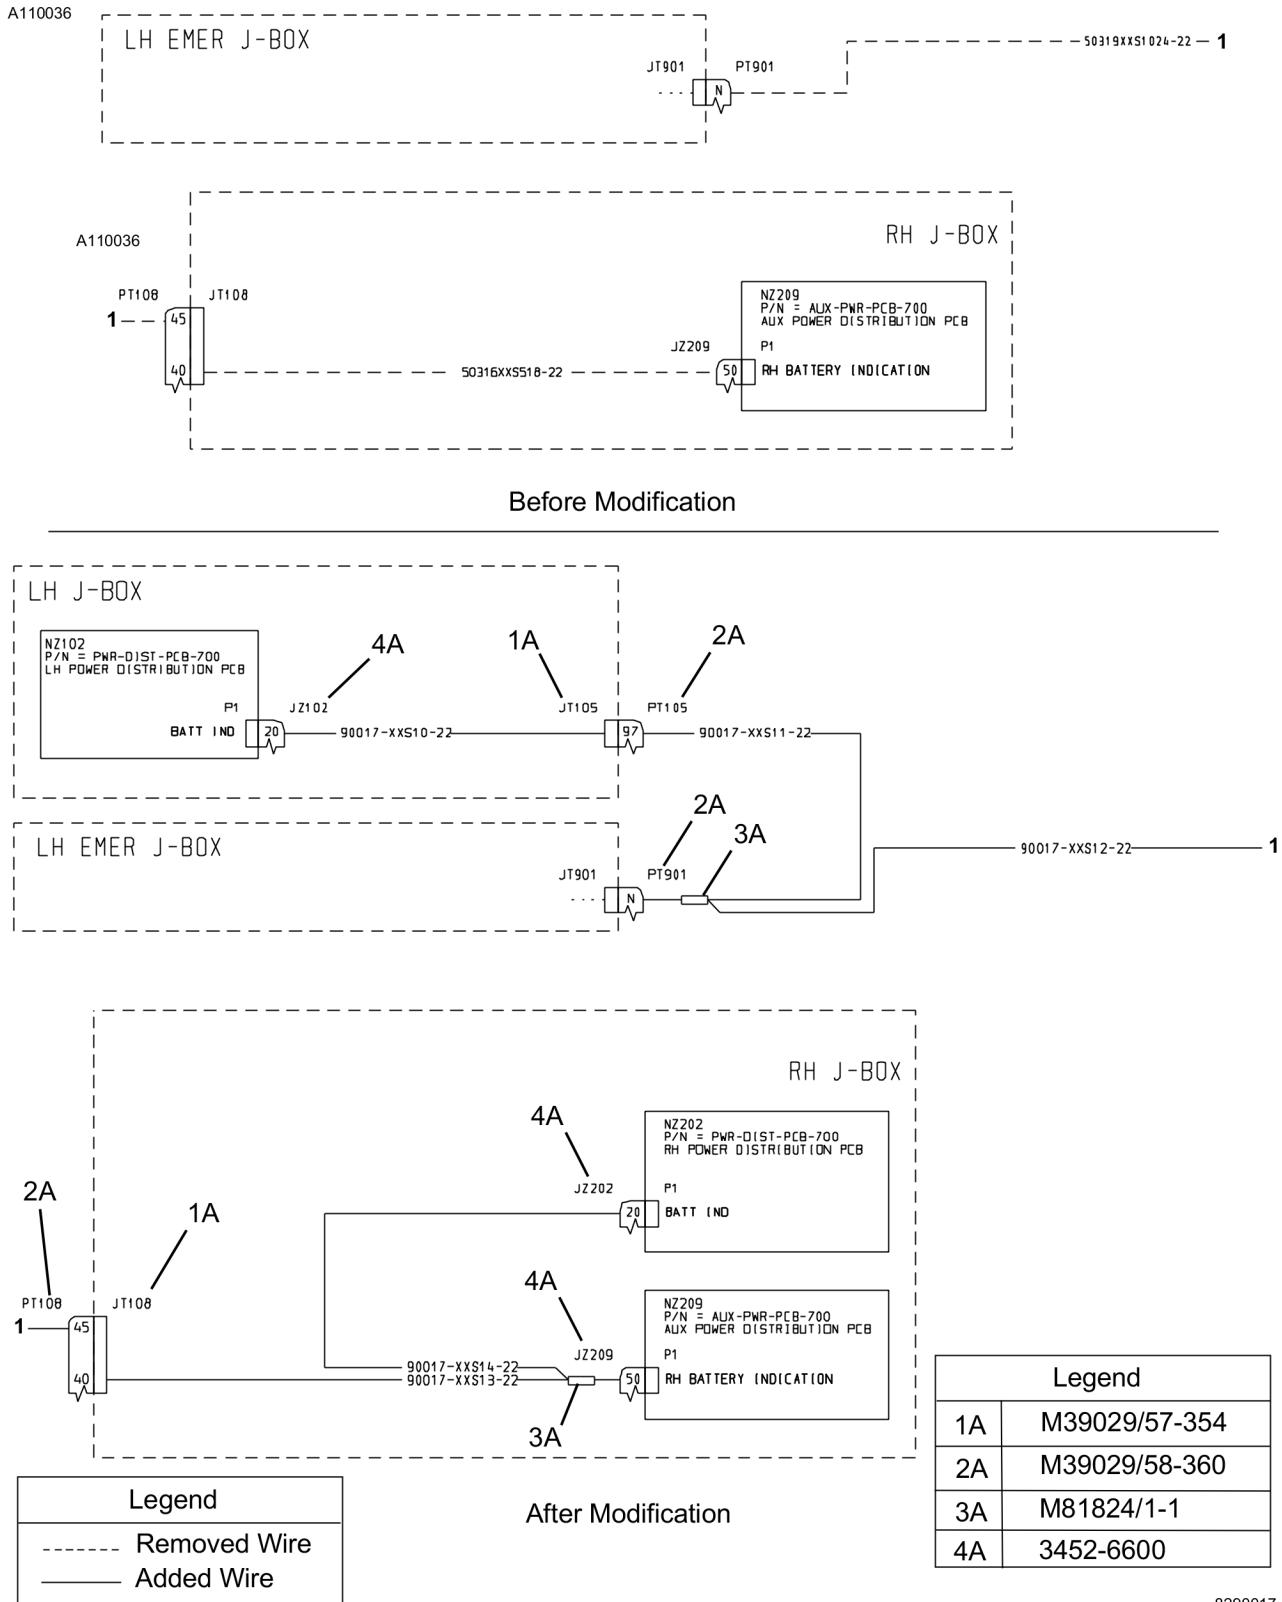 A110036
LH EMER J-BOX
JT901
PT901
N
50319XXS1024-22
1
A110036
RH J-BOX
PT108
JT108
1
45
40
50316XXS518-22
JZ209
50
NZ209
P/N = AUX-PWR-PCB-700
AUX POWER DISTRIBUTION PCB
P1
RH BATTERY INDICATION
Before Modification
LH J-BOX
NZ102
P/N = PWR-DIST-PCB-700
LH POWER DISTRIBUTION PCB
P1
BATT IND
4A
JZ102
20
90017-XXS10-22
1A
JT105
2A
PT105
97
90017-XXS11-22
LH EMER J-BOX
JT901
2A
PT901
N
3A
90017-XXS12-22
1
RH J-BOX
4A
JZ202
20
NZ202
P/N = PWR-DIST-PCB-700
RH POWER DISTRIBUTION PCB
P1
BATT IND
2A
PT108
1A
JT108
1
45
40
90017-XXS14-22
90017-XXS13-22
4A
JZ209
50
3A
NZ209
P/N = AUX-PWR-PCB-700
AUX POWER DISTRIBUTION PCB
P1
RH BATTERY INDICATION
After Modification
Legend
Removed Wire
Added Wire
Legend
1A M39029/57-354
2A M39029/58-360
3A M81824/1-1
4A 3452-6600